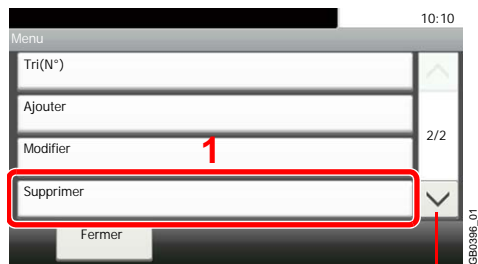 10:10
Menu
Tri(N°)
Ajouter
2/2
Modifier
1
Supprimer
Fermer
GB0396_01